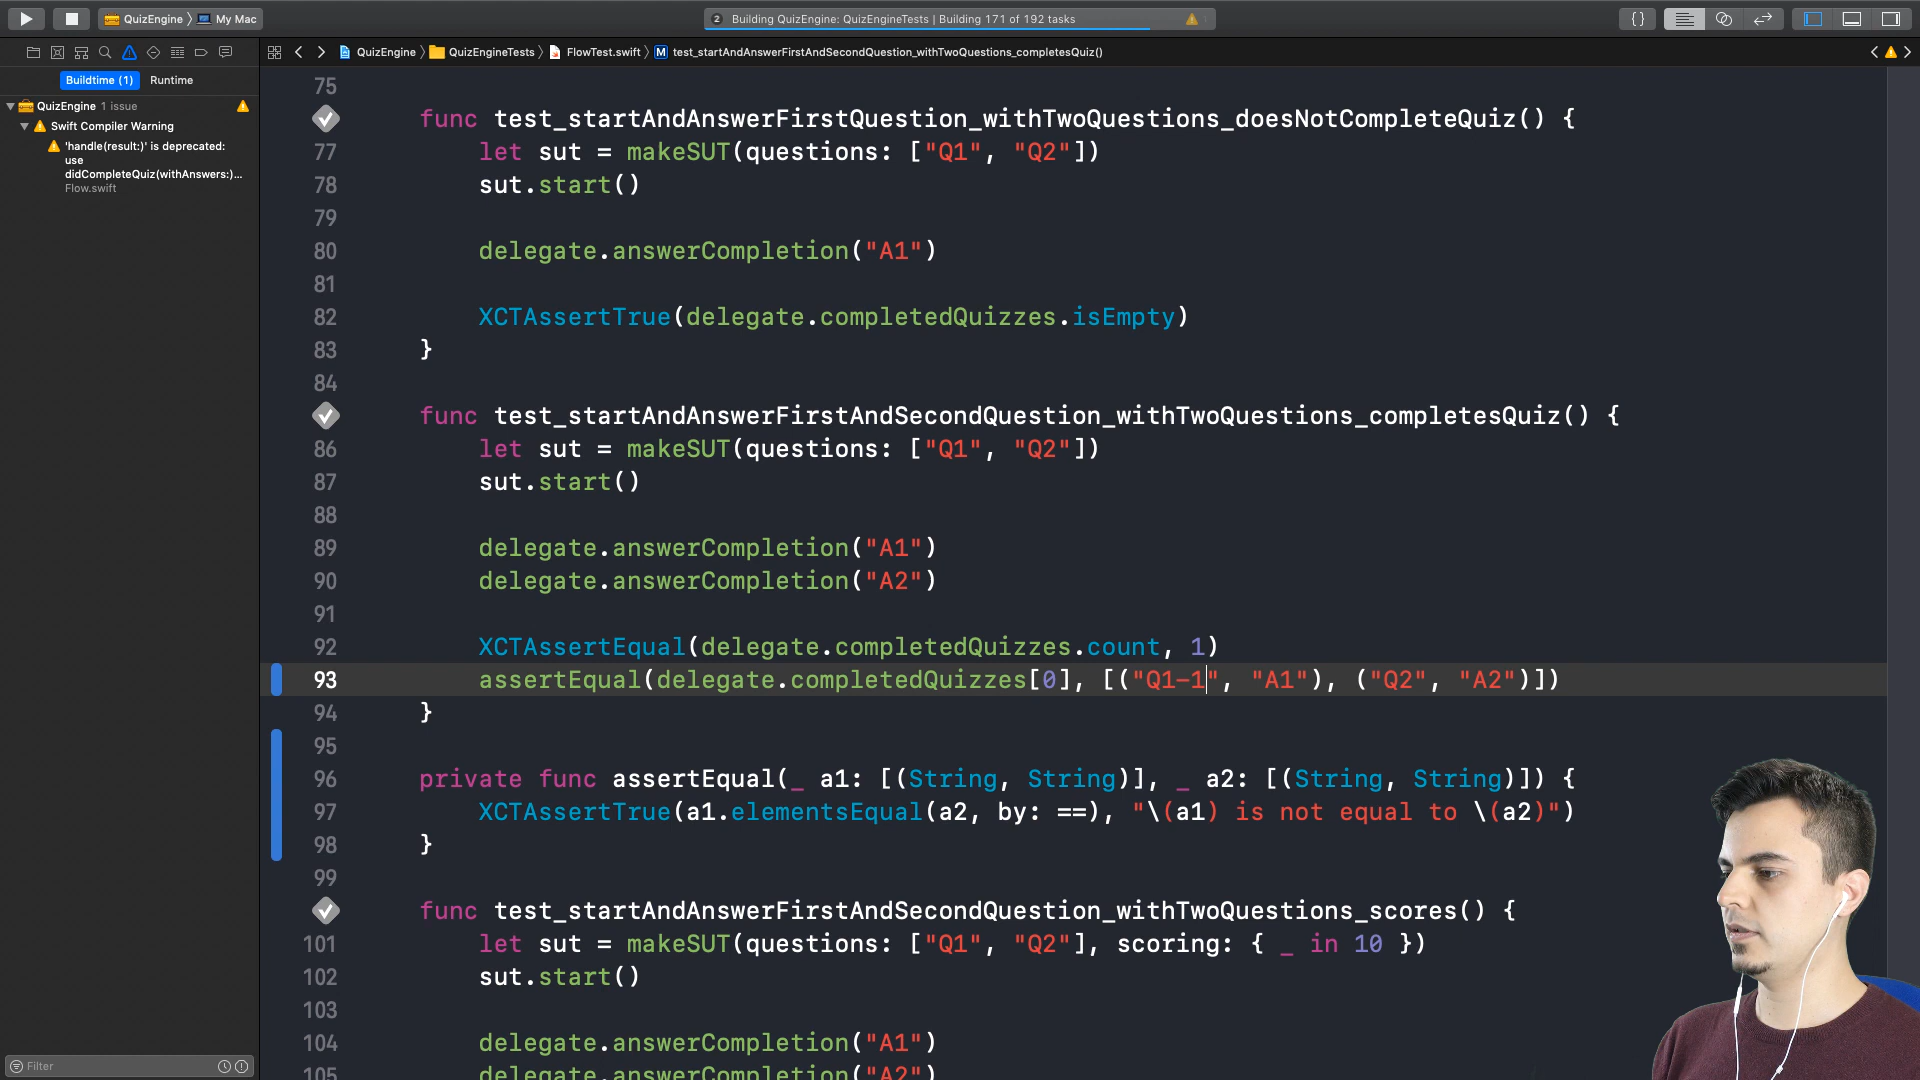 QuizEngine 〉 My Mac
2 Building QuizEngine: QuizEngineTests | Building 171 of 192 tasks
QuizEngine 〉 QuizEngineTests 〉 FlowTest.swift 〉 M test_startAndAnswerFirstAndSecondQuestion_withTwoQuestions_completesQuiz()
Buildtime (1) Runtime
QuizEngine 1 issue
Swift Compiler Warning
'handle(result:)' is deprecated:
use
didCompleteQuiz(withAnswers:)...
Flow.swift
Filter
75
func test_startAndAnswerFirstQuestion_withTwoQuestions_doesNotCompleteQuiz() {
77 let sut = makeSUT(questions: ["Q1", "Q2"])
78 sut.start()
79
80 delegate.answerCompletion("A1")
81
82 XCTAssertTrue(delegate.completedQuizzes.isEmpty)
83 }
84
func test_startAndAnswerFirstAndSecondQuestion_withTwoQuestions_completesQuiz() {
86 let sut = makeSUT(questions: ["Q1", "Q2"])
87 sut.start()
88
89 delegate.answerCompletion("A1")
90 delegate.answerCompletion("A2")
91
92 XCTAssertEqual(delegate.completedQuizzes.count, 1)
93 assertEqual(delegate.completedQuizzes[0], [("Q1-1", "A1"), ("Q2", "A2")])
94 }
95
96 private func assertEqual(_ a1: [(String, String)], _ a2: [(String, String)]) {
97 XCTAssertTrue(a1.elementsEqual(a2, by: ==), "\(a1) is not equal to \(a2)")
98 }
99
func test_startAndAnswerFirstAndSecondQuestion_withTwoQuestions_scores() {
101 let sut = makeSUT(questions: ["Q1", "Q2"], scoring: { _ in 10 })
102 sut.start()
103
104 delegate.answerCompletion("A1")
105 delegate.answerCompletion("A2")